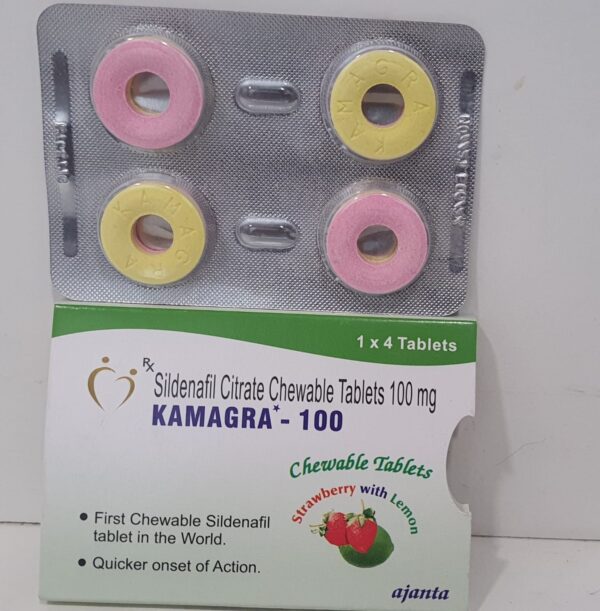 KAMAGRA
KAMAGRA
1 x 4 Tablets
Rx
Sildenafil Citrate Chewable Tablets 100 mg
KAMAGRA* - 100
Chewable Tablets
Strawberry with Lemon
• First Chewable Sildenafil
tablet in the World.
• Quicker onset of Action.
ajanta